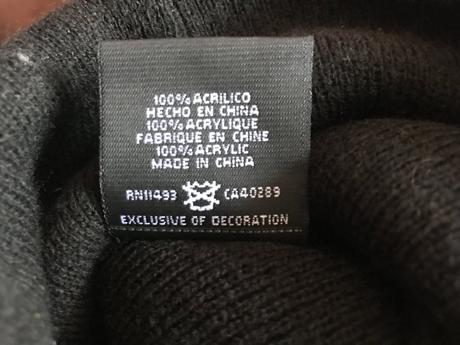 100% ACRILICO
HECHO EN CHINA
100% ACRYLIQUE
FABRIQUE EN CHINE
100% ACRYLIC
MADE IN CHINA
RN11493 CA40289
EXCLUSIVE OF DECORATION